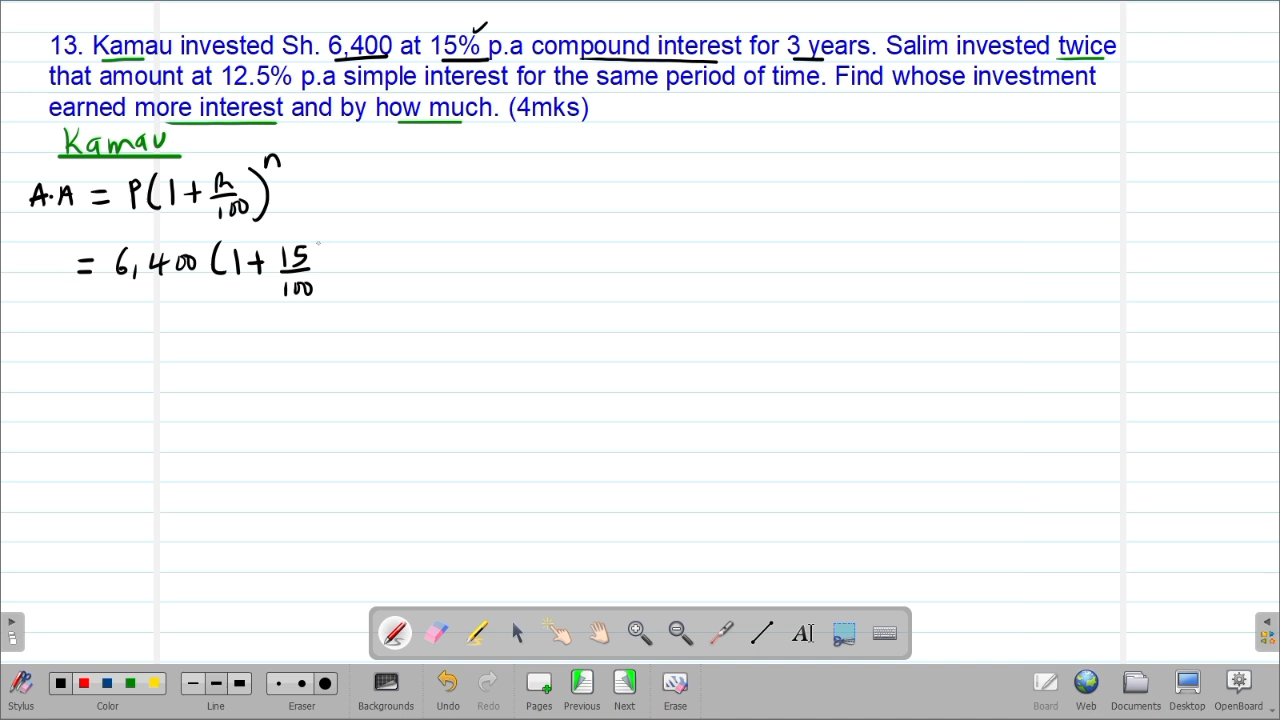 13. Kamau invested Sh. 6,400 at 15% p.a compound interest for 3 years. Salim invested twice
that amount at 12.5% p.a simple interest for the same period of time. Find whose investment
earned more interest and by how much. (4mks)
Kamau
A.A = P(1 + r/100)^n
= 6,400 (1 + 15/100
Stylus Color Line Eraser Backgrounds Undo Redo Pages Previous Next Erase Board Web Documents Desktop OpenBoard